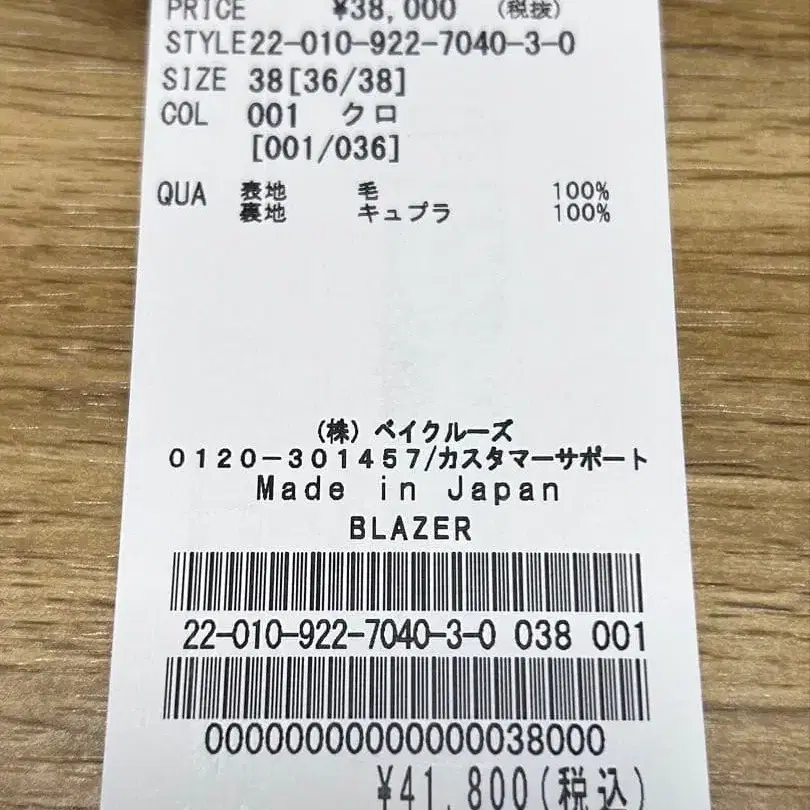 PRICE ¥38,000 (税抜)
STYLE22-010-922-7040-3-0
SIZE 38[36/38]
COL 001 クロ
[001/036]
QUA 表地 毛 100%
裏地 キュプラ 100%
(株) ベイクルーズ
0120-301457/カスタマーサポート
Made in Japan
BLAZER
22-010-922-7040-3-0 038 001
00000000000000038000
¥41,800(税込)